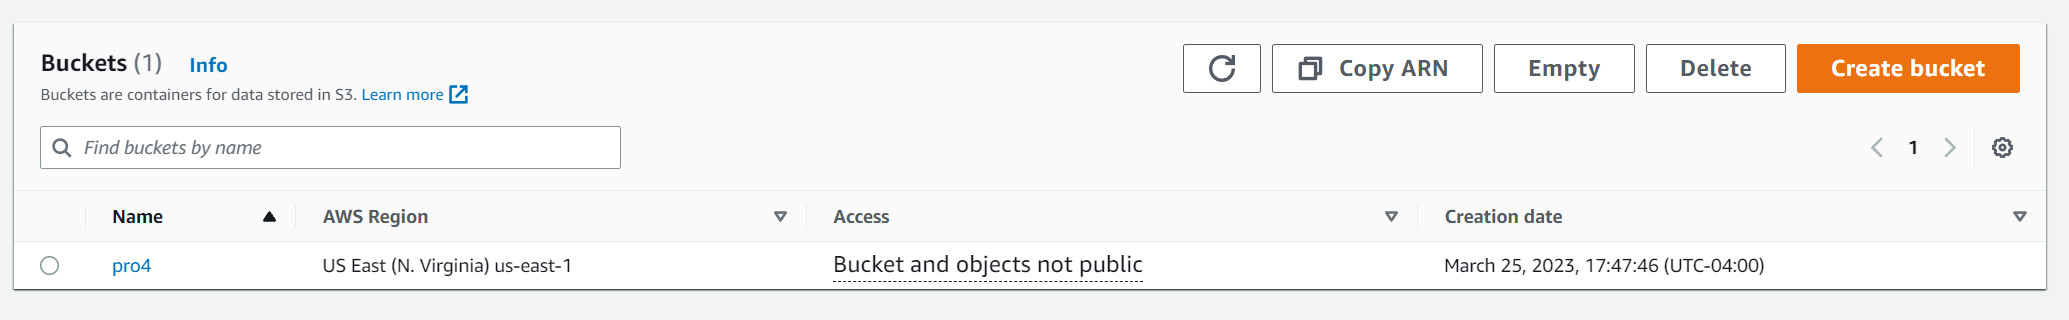 Buckets (1) Info
Buckets are containers for data stored in S3. Learn more
Copy ARN
Empty
Delete
Create bucket
Find buckets by name
1
Name AWS Region Access Creation date
pro4 US East (N. Virginia) us-east-1 Bucket and objects not public March 25, 2023, 17:47:46 (UTC-04:00)